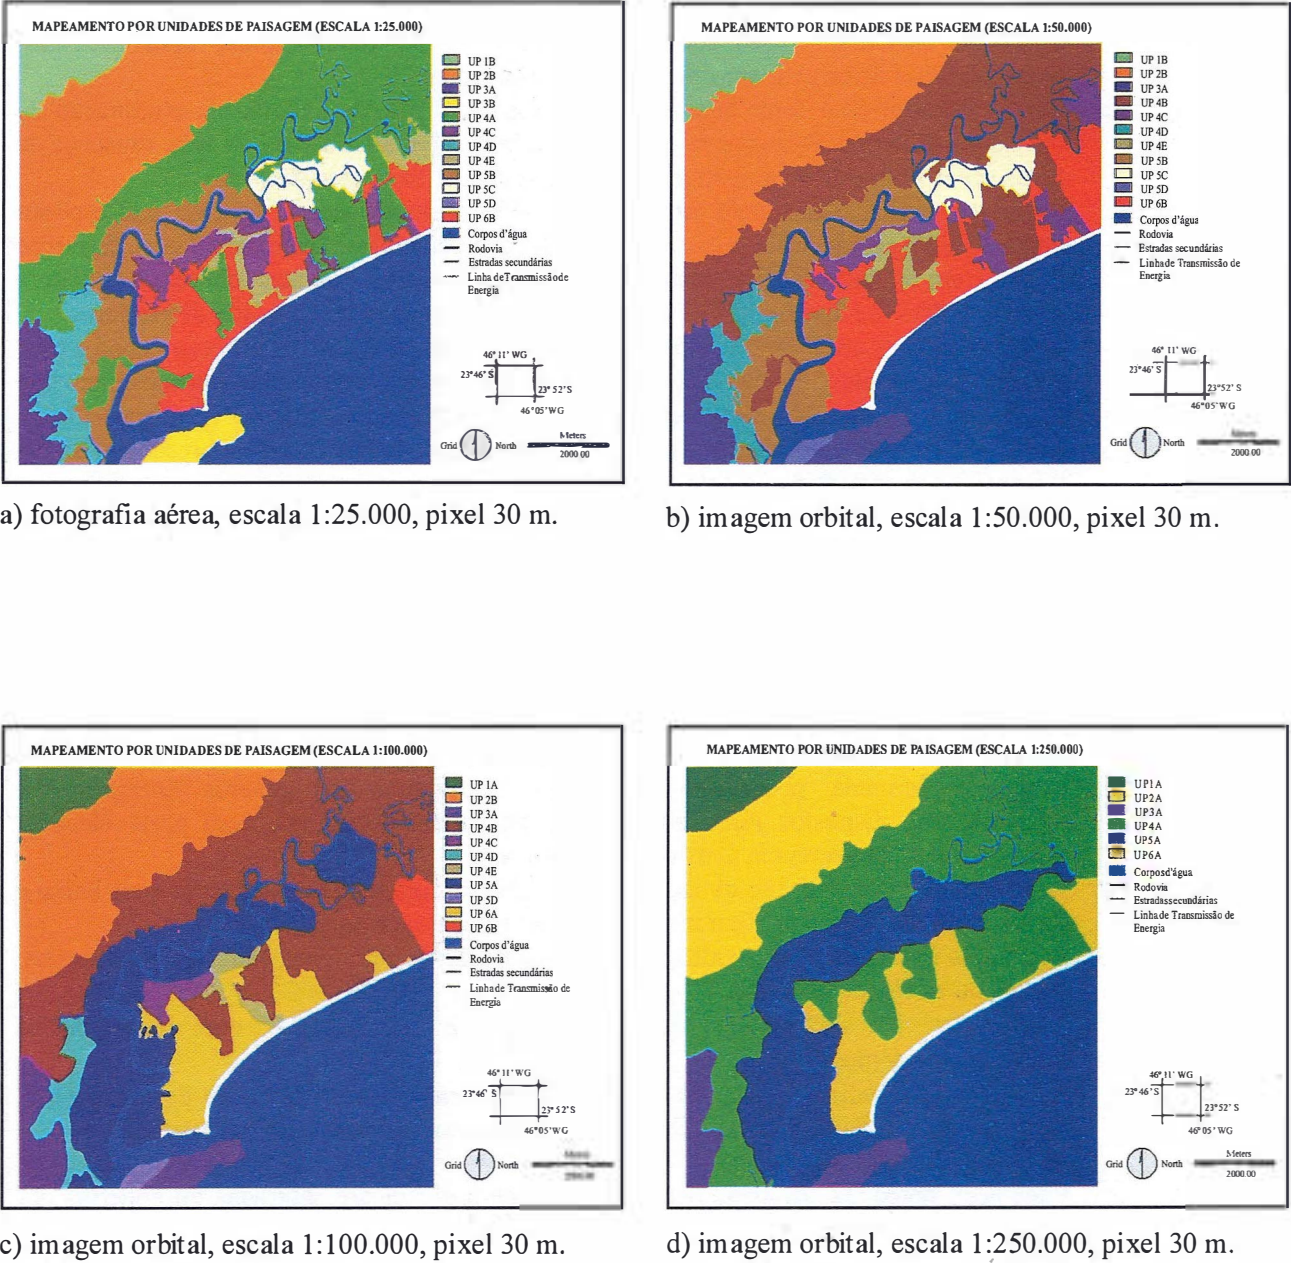 MAPEAMENTO POR UNIDADES DE PAISAGEM (ESCALA 1:25.000)
UP 1B
UP 2B
UP 3A
UP 3B
UP 4A
UP 4C
UP 4D
UP 4E
UP 5B
UP 5C
UP 5D
UP 6B
Corpos d'água
Rodovia
Estradas secundárias
Linha de Transmissão de
Energia
46° 11' WG
23°46' S
23° 52'S
46°05'WG
Grid North
Meters
2000.00
a) fotografia aérea, escala 1:25.000, pixel 30 m.
MAPEAMENTO POR UNIDADES DE PAISAGEM (ESCALA 1:50.000)
UP 1B
UP 2B
UP 3A
UP 4B
UP 4C
UP 4D
UP 4E
UP 5B
UP 5C
UP 5D
UP 6B
Corpos d'água
Rodovia
Estradas secundárias
Linha de Transmissão de
Energia
46° 11' WG
23°46' S
23°52' S
46°05'WG
Grid North
2000.00
b) imagem orbital, escala 1:50.000, pixel 30 m.
MAPEAMENTO POR UNIDADES DE PAISAGEM (ESCALA 1:100.000)
UP 1A
UP 2B
UP 3A
UP 4B
UP 4C
UP 4D
UP 4E
UP 5A
UP 5D
UP 6A
UP 6B
Corpos d'água
Rodovia
Estradas secundárias
Linha de Transmissão de
Energia
46° 11' WG
23°46' S
23° 52'S
46°05'WG
Grid North
c) imagem orbital, escala 1:100.000, pixel 30 m.
MAPEAMENTO POR UNIDADES DE PAISAGEM (ESCALA 1:250.000)
UP1A
UP2A
UP3A
UP4A
UP5A
UP6A
Corpos d'água
Rodovia
Estradas secundárias
Linha de Transmissão de
Energia
46° 11' WG
23°46' S
23°52' S
46°05'WG
Grid North
Meters
2000.00
d) imagem orbital, escala 1:250.000, pixel 30 m.